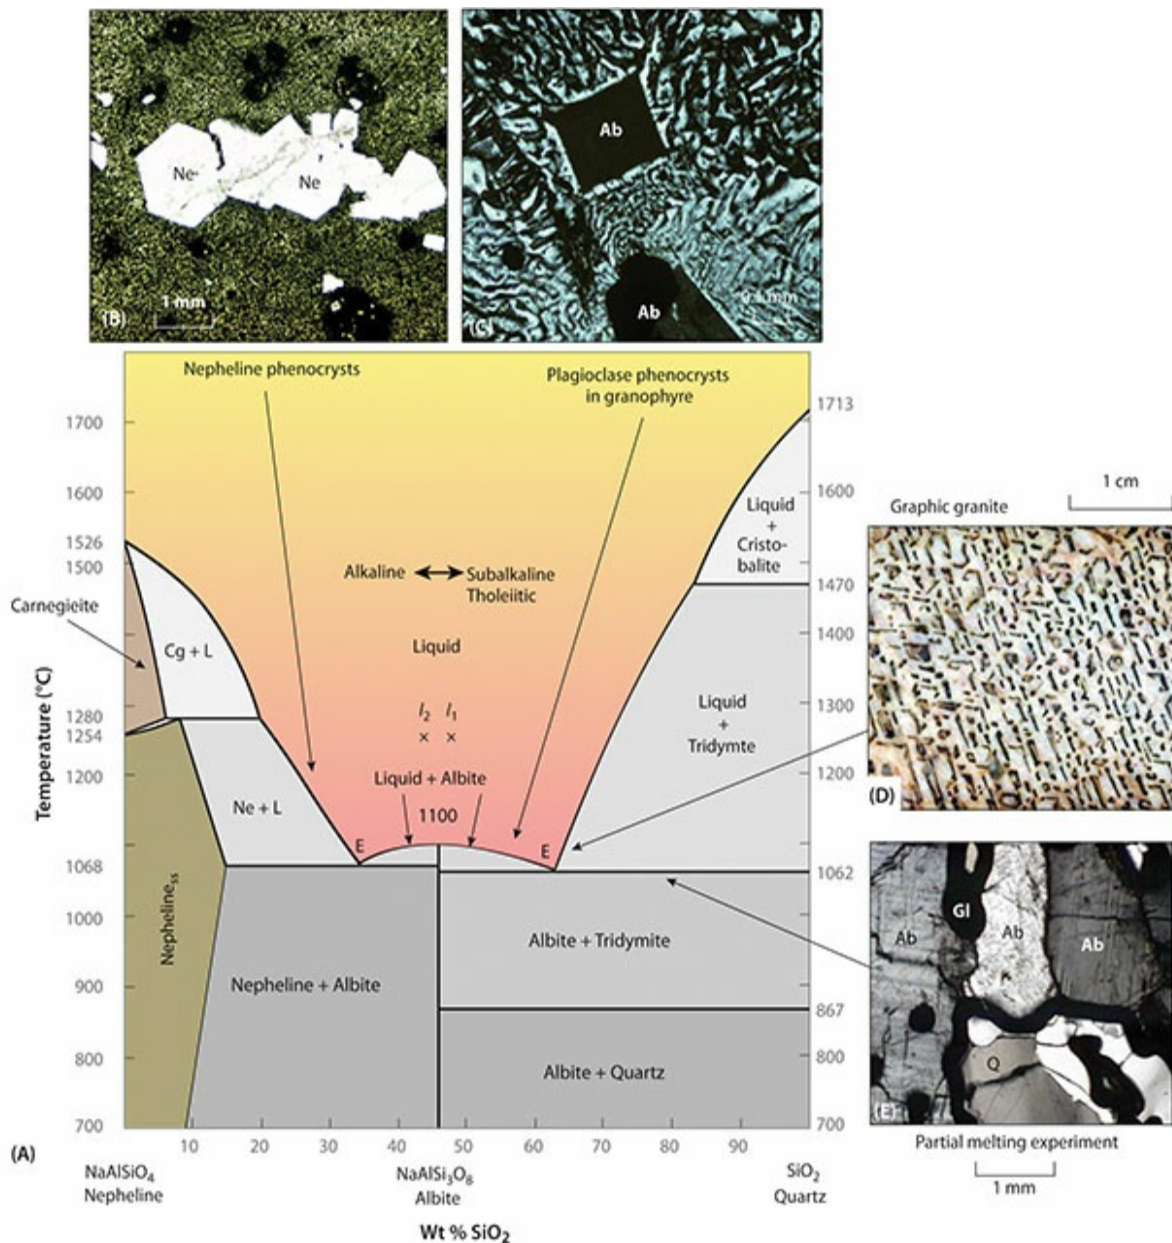 Ne
Ne
1 mm
(B)
Ab
Ab
0.1 mm
(C)
Nepheline phenocrysts
Plagioclase phenocrysts
in granophyre
1713
1700
1600
1600
1 cm
Graphic granite
Liquid
+
Cristo-
balite
1526
1500
Alkaline
Subalkaline
Tholeiitic
1470
Carnegieite
1400
Cg + L
Liquid
Liquid
+
Tridymte
1300
1280
1254
l2 l1
× ×
1200
1200
Liquid + Albite
(D)
Ne + L
1100
E
E
1068
1062
Temperature (°C)
Nepheliness
1000
Albite + Tridymite
Gl
Ab
Ab
Ab
900
Nepheline + Albite
867
800
800
Albite + Quartz
Q
(E)
700
700
10 20 30 40 50 60 70 80 90
Partial melting experiment
1 mm
(A)
NaAlSiO4
Nepheline
NaAlSi3O8
Albite
SiO2
Quartz
Wt % SiO2